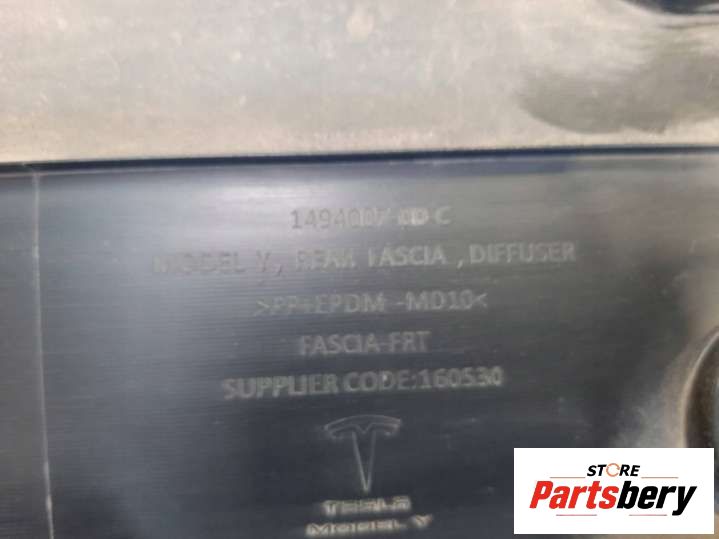 MODEL Y, REAR FASCIA ,DIFFUSER
>PP+EPDM -MD10<
FASCIA-FRT
SUPPLIER CODE:160530
TESLA
MODEL Y
STORE
Partsbery